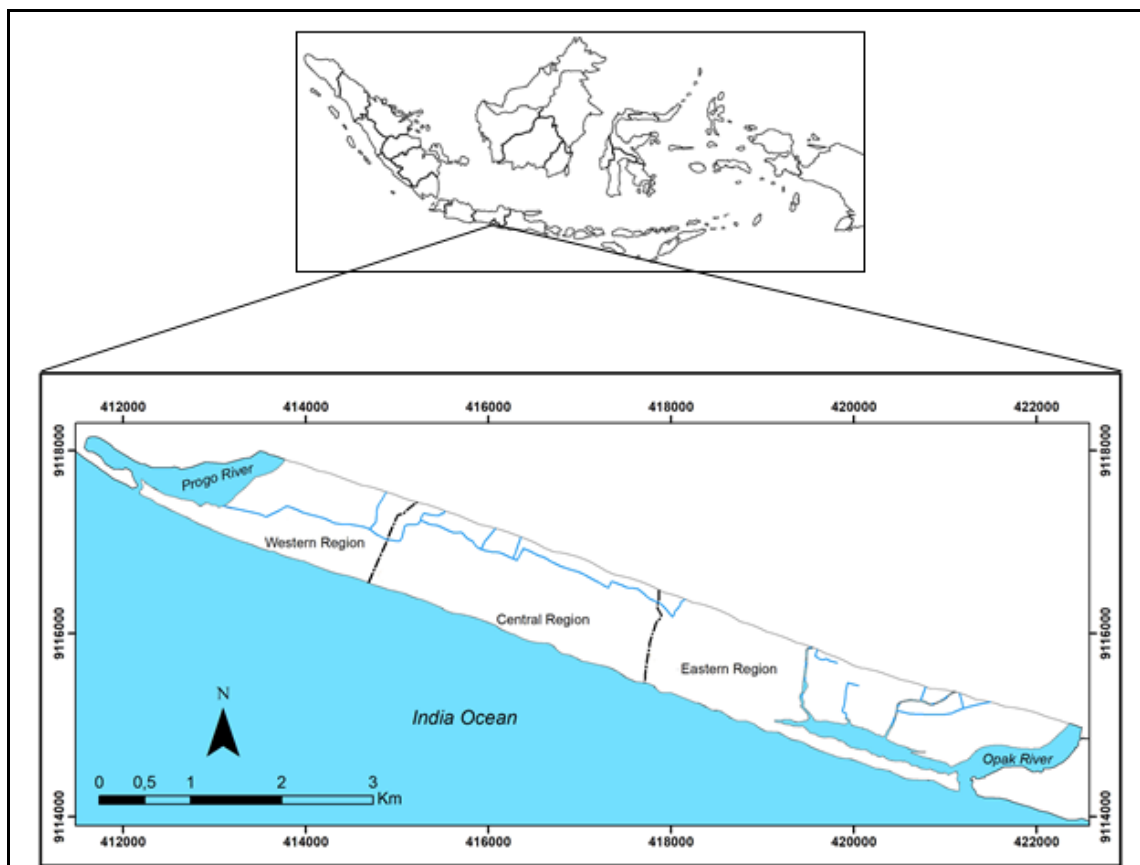 412000 414000 416000 418000 420000 422000
9118000 9118000
Progo River
Western Region
Central Region
9116000 9116000
Eastern Region
N
India Ocean
Opak River
0 0,5 1 2 3
Km
9114000 9114000
412000 414000 416000 418000 420000 422000